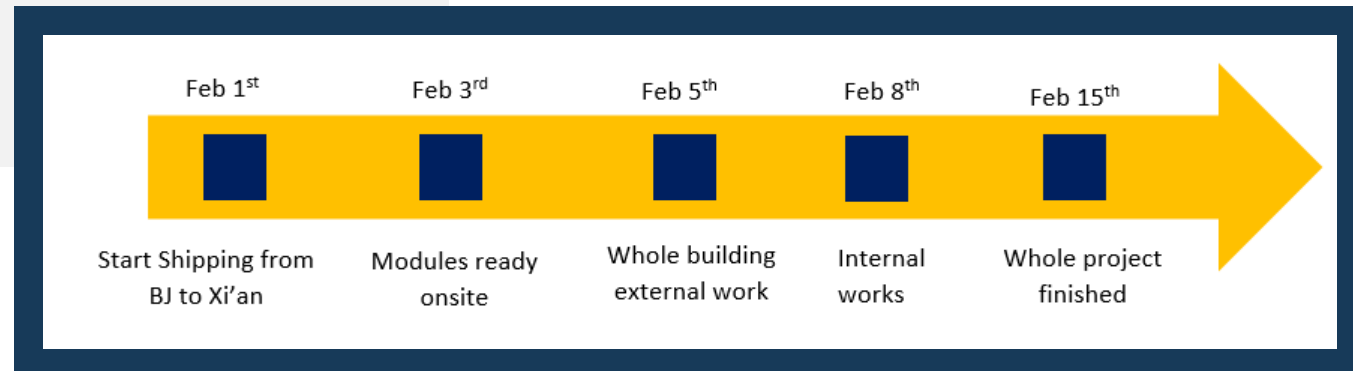 Feb 1st
Feb 3rd
Feb 5th
Feb 8th
Feb 15th
Start Shipping from
BJ to Xi’an
Modules ready
onsite
Whole building
external work
Internal
works
Whole project
finished